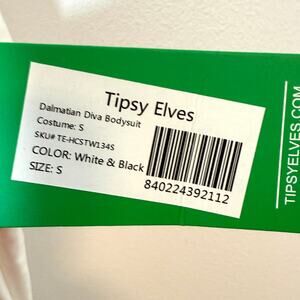 Tipsy Elves
Dalmatian Diva Bodysuit
Costume: S
SKU# TE-HCSTW134S
COLOR: White & Black
SIZE: S
840224392112
TIPSYELVES.COM